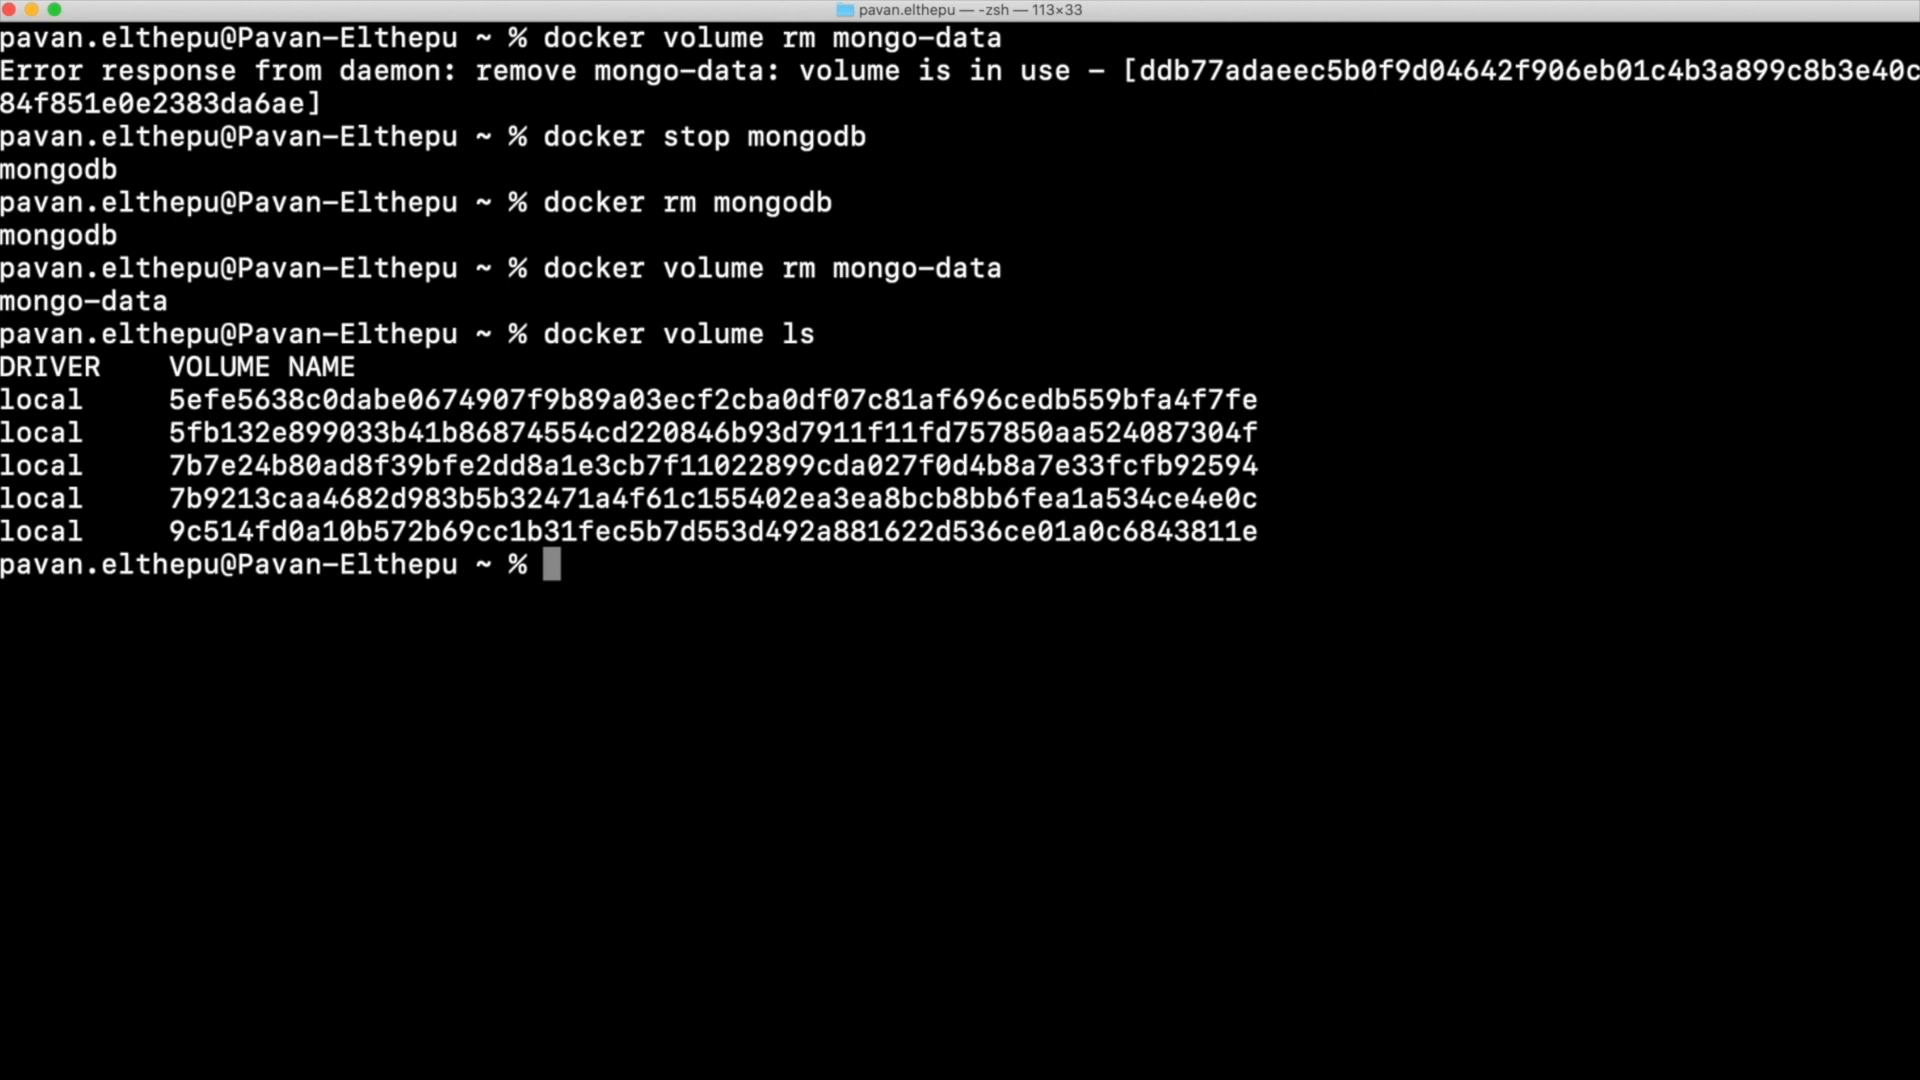 pavan.elthepu — -zsh — 113×33
pavan.elthepu@Pavan-Elthepu ~ % docker volume rm mongo-data
Error response from daemon: remove mongo-data: volume is in use - [ddb77adaeec5b0f9d04642f906eb01c4b3a899c8b3e40c
84f851e0e2383da6ae]
pavan.elthepu@Pavan-Elthepu ~ % docker stop mongodb
mongodb
pavan.elthepu@Pavan-Elthepu ~ % docker rm mongodb
mongodb
pavan.elthepu@Pavan-Elthepu ~ % docker volume rm mongo-data
mongo-data
pavan.elthepu@Pavan-Elthepu ~ % docker volume ls
DRIVER    VOLUME NAME
local     5efe5638c0dabe0674907f9b89a03ecf2cba0df07c81af696cedb559bfa4f7fe
local     5fb132e899033b41b86874554cd220846b93d7911f11fd757850aa524087304f
local     7b7e24b80ad8f39bfe2dd8a1e3cb7f11022899cda027f0d4b8a7e33fcfb92594
local     7b9213caa4682d983b5b32471a4f61c155402ea3ea8bcb8bb6fea1a534ce4e0c
local     9c514fd0a10b572b69cc1b31fec5b7d553d492a881622d536ce01a0c6843811e
pavan.elthepu@Pavan-Elthepu ~ %